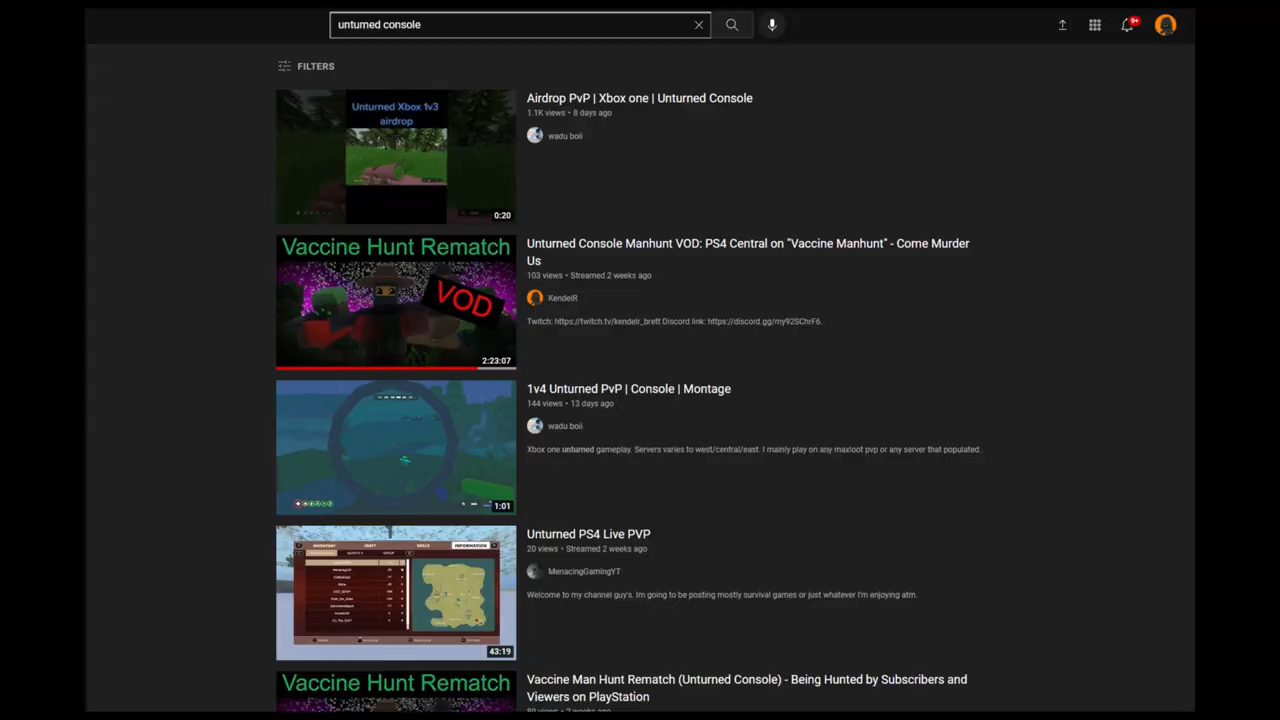 unturned console
9+
FILTERS
Unturned Xbox 1v3
airdrop
0:20
Airdrop PvP | Xbox one | Unturned Console
1.1K views • 8 days ago
wadu boii
Vaccine Hunt Rematch
VOD
2:23:07
Unturned Console Manhunt VOD: PS4 Central on "Vaccine Manhunt" - Come Murder
Us
103 views • Streamed 2 weeks ago
KendelR
Twitch: https://twitch.tv/kendelr_brett Discord link: https://discord.gg/my92SChrF6.
1:01
1v4 Unturned PvP | Console | Montage
144 views • 13 days ago
wadu boii
Xbox one unturned gameplay. Servers varies to west/central/east. I mainly play on any maxloot pvp or any server that populated.
INVENTORY CRAFT SKILLS INFORMATION
43:19
Unturned PS4 Live PVP
20 views • Streamed 2 weeks ago
MenacingGamingYT
Welcome to my channel guy's. Im going to be posting mostly survival games or just whatever I'm enjoying atm.
Vaccine Hunt Rematch
Vaccine Man Hunt Rematch (Unturned Console) - Being Hunted by Subscribers and
Viewers on PlayStation